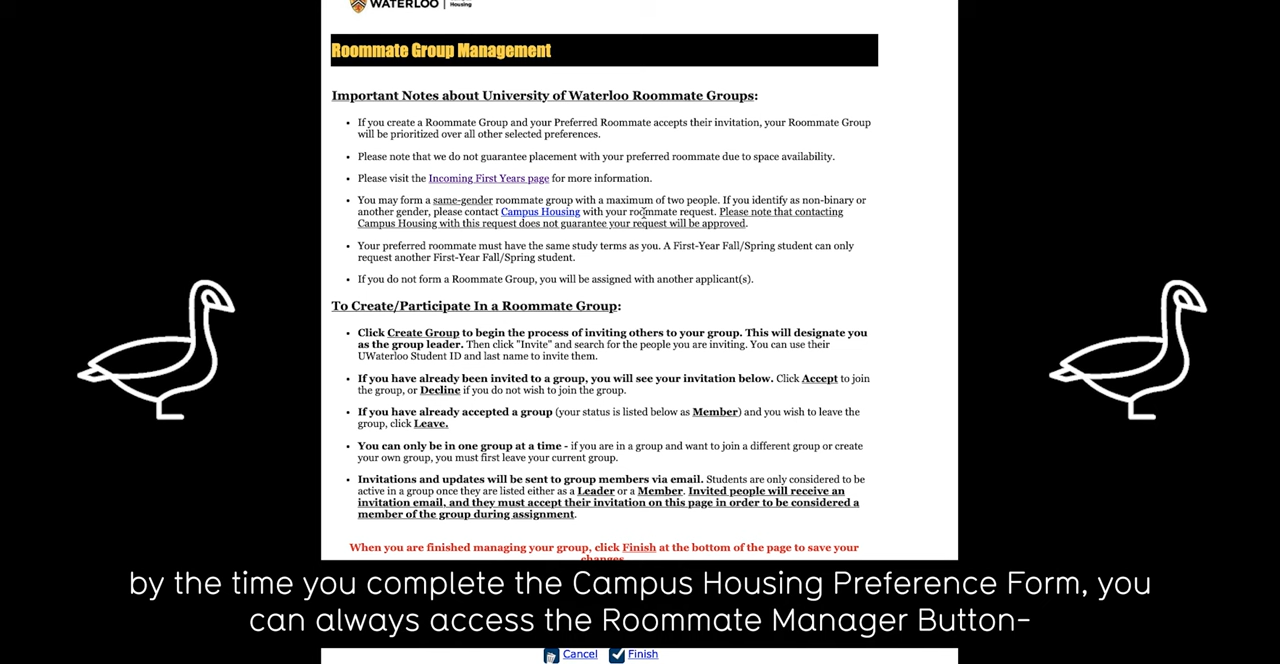 WATERLOO | Housing
Roommate Group Management
Important Notes about University of Waterloo Roommate Groups:
• If you create a Roommate Group and your Preferred Roommate accepts their invitation, your Roommate Group
will be prioritized over all other selected preferences.
• Please note that we do not guarantee placement with your preferred roommate due to space availability.
• Please visit the Incoming First Years page for more information.
• You may form a same-gender roommate group with a maximum of two people. If you identify as non-binary or
another gender, please contact Campus Housing with your roommate request. Please note that contacting
Campus Housing with this request does not guarantee your request will be approved.
• Your preferred roommate must have the same study terms as you. A First-Year Fall/Spring student can only
request another First-Year Fall/Spring student.
• If you do not form a Roommate Group, you will be assigned with another applicant(s).
To Create/Participate In a Roommate Group:
• Click Create Group to begin the process of inviting others to your group. This will designate you
as the group leader. Then click "Invite" and search for the people you are inviting. You can use their
UWaterloo Student ID and last name to invite them.
• If you have already been invited to a group, you will see your invitation below. Click Accept to join
the group, or Decline if you do not wish to join the group.
• If you have already accepted a group (your status is listed below as Member) and you wish to leave the
group, click Leave.
• You can only be in one group at a time - if you are in a group and want to join a different group or create
your own group, you must first leave your current group.
• Invitations and updates will be sent to group members via email. Students are only considered to be
active in a group once they are listed either as a Leader or a Member. Invited people will receive an
invitation email, and they must accept their invitation on this page in order to be considered a
member of the group during assignment.
When you are finished managing your group, click Finish at the bottom of the page to save your
changes
by the time you complete the Campus Housing Preference Form, you
can always access the Roommate Manager Button-
Cancel Finish